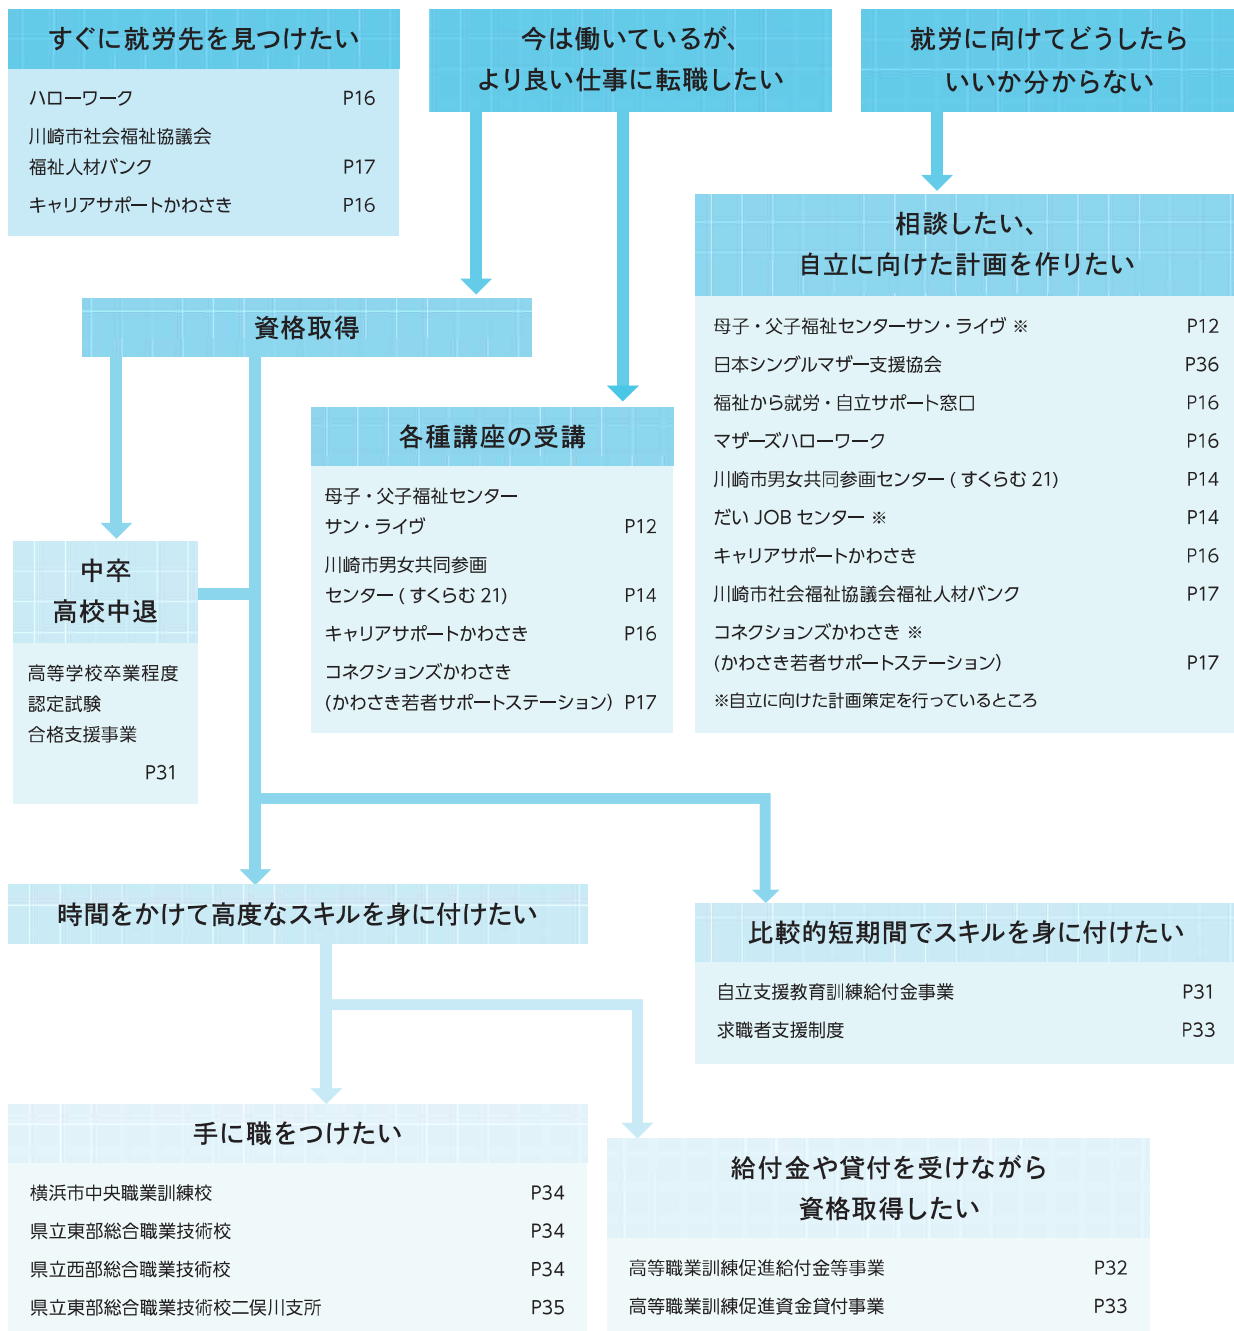 すぐに就労先を見つけたい
ハローワーク P16
川崎市社会福祉協議会
福祉人材バンク P17
キャリアサポートかわさき P16
今は働いているが、
より良い仕事に転職したい
就労に向けてどうしたら
いいか分からない
相談したい、
自立に向けた計画を作りたい
母子・父子福祉センターサン・ライヴ ※ P12
日本シングルマザー支援協会 P36
福祉から就労・自立サポート窓口 P16
マザーズハローワーク P16
川崎市男女共同参画センター ( すくらむ 21) P14
だい JOB センター ※ P14
キャリアサポートかわさき P16
川崎市社会福祉協議会福祉人材バンク P17
コネクションズかわさき ※
(かわさき若者サポートステーション） P17
※自立に向けた計画策定を行っているところ
資格取得
各種講座の受講
母子・父子福祉センター
サン・ライヴ P12
川崎市男女共同参画
センター ( すくらむ 21) P14
キャリアサポートかわさき P16
コネクションズかわさき
(かわさき若者サポートステーション） P17
中卒
高校中退
高等学校卒業程度
認定試験
合格支援事業
P31
時間をかけて高度なスキルを身に付けたい
比較的短期間でスキルを身に付けたい
自立支援教育訓練給付金事業 P31
求職者支援制度 P33
手に職をつけたい
横浜市中央職業訓練校 P34
県立東部総合職業技術校 P34
県立西部総合職業技術校 P34
県立東部総合職業技術校二俣川支所 P35
給付金や貸付を受けながら
資格取得したい
高等職業訓練促進給付金等事業 P32
高等職業訓練促進資金貸付事業 P33